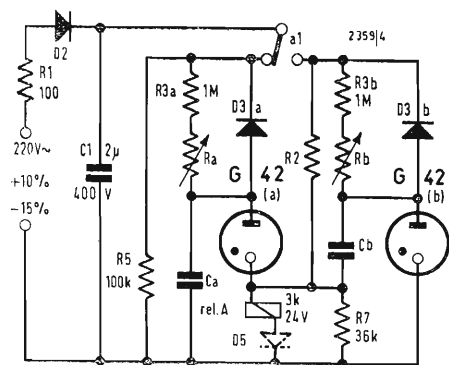 D2
a1
2359|4
R1
100
R3a
1M
D3 a
R3b
1M
D3 b
220V~
C1 2μ
400 V
Ra
R2
Rb
+10%
-15%
G 42
(a)
G 42
(b)
R5
100k
Ca
Cb
rel.A
3k
24V
D5
R7
36k